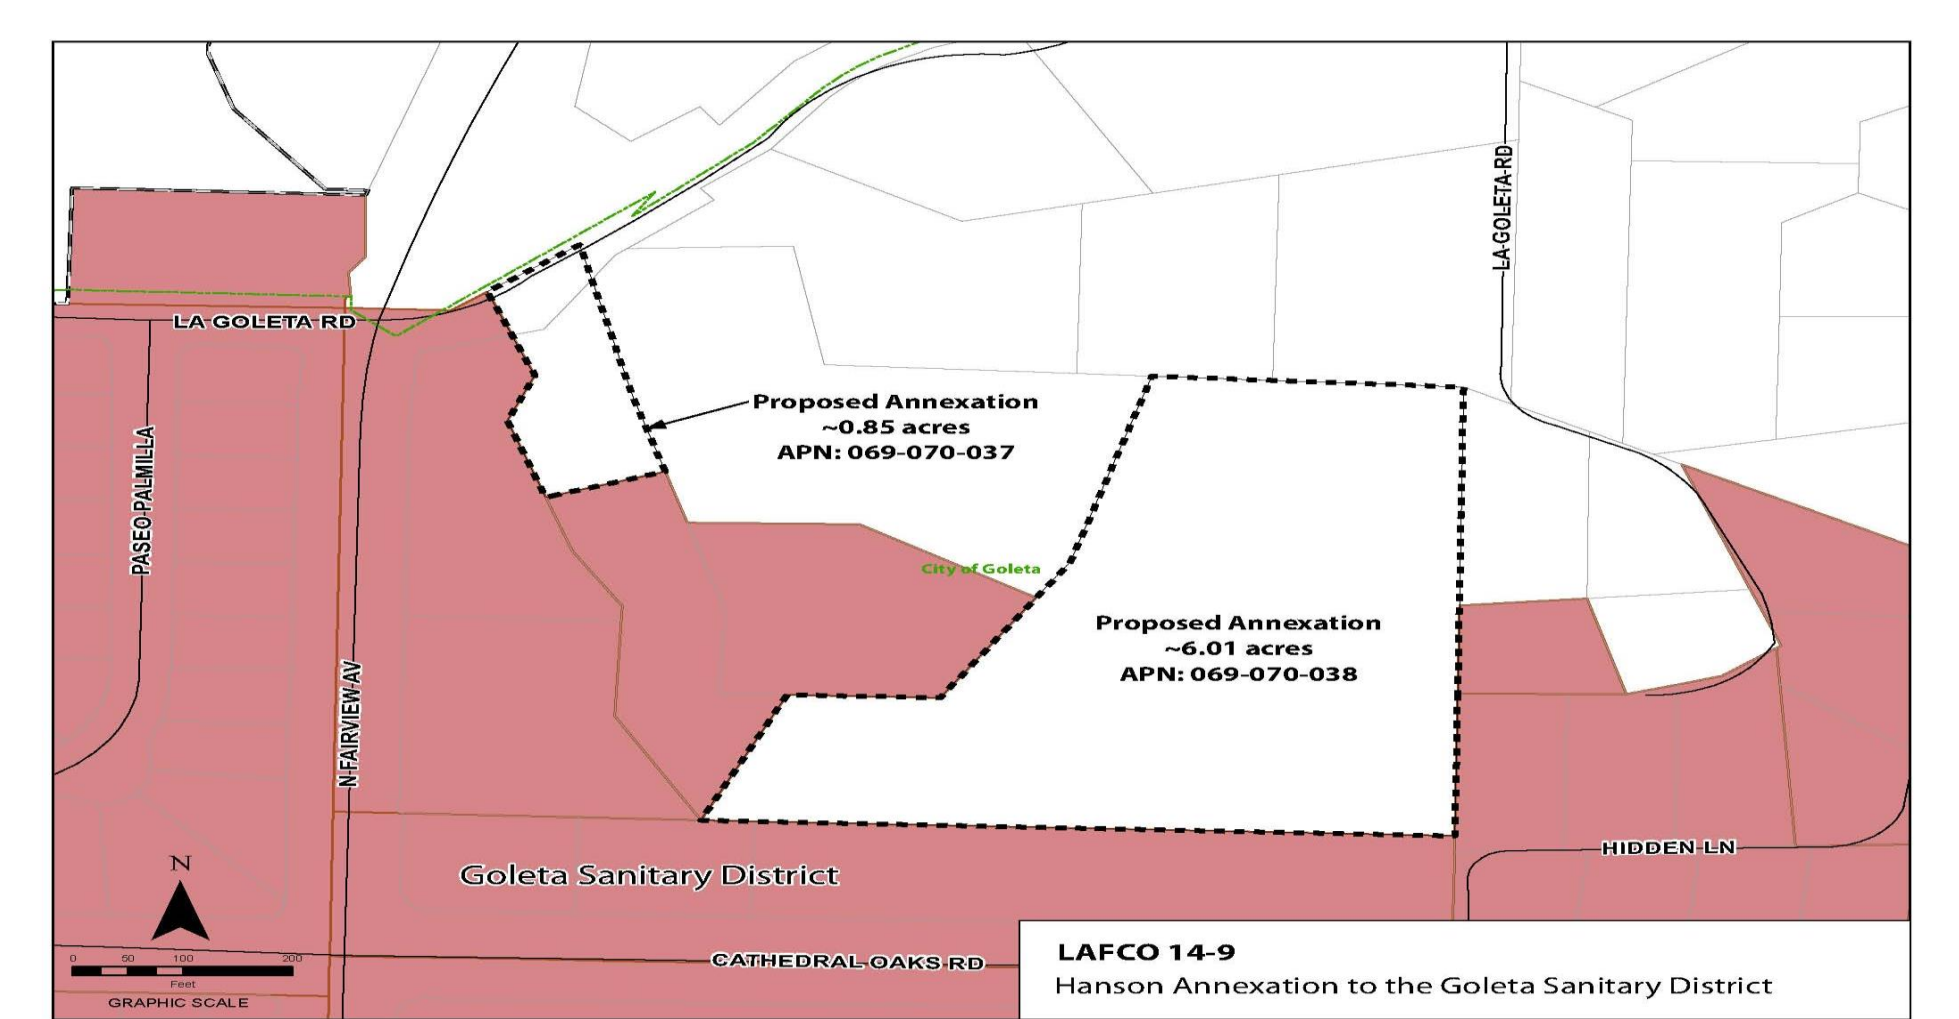 LA GOLETA RD
LA-GOLETA-RD
PASEO-PALMILLA
N-FAIRVIEW-AV
Proposed Annexation
~0.85 acres
APN: 069-070-037
City of Goleta
Proposed Annexation
~6.01 acres
APN: 069-070-038
HIDDEN LN
Goleta Sanitary District
CATHEDRAL OAKS RD
N
0 50 100 200
Feet
GRAPHIC SCALE
LAFCO 14-9
Hanson Annexation to the Goleta Sanitary District